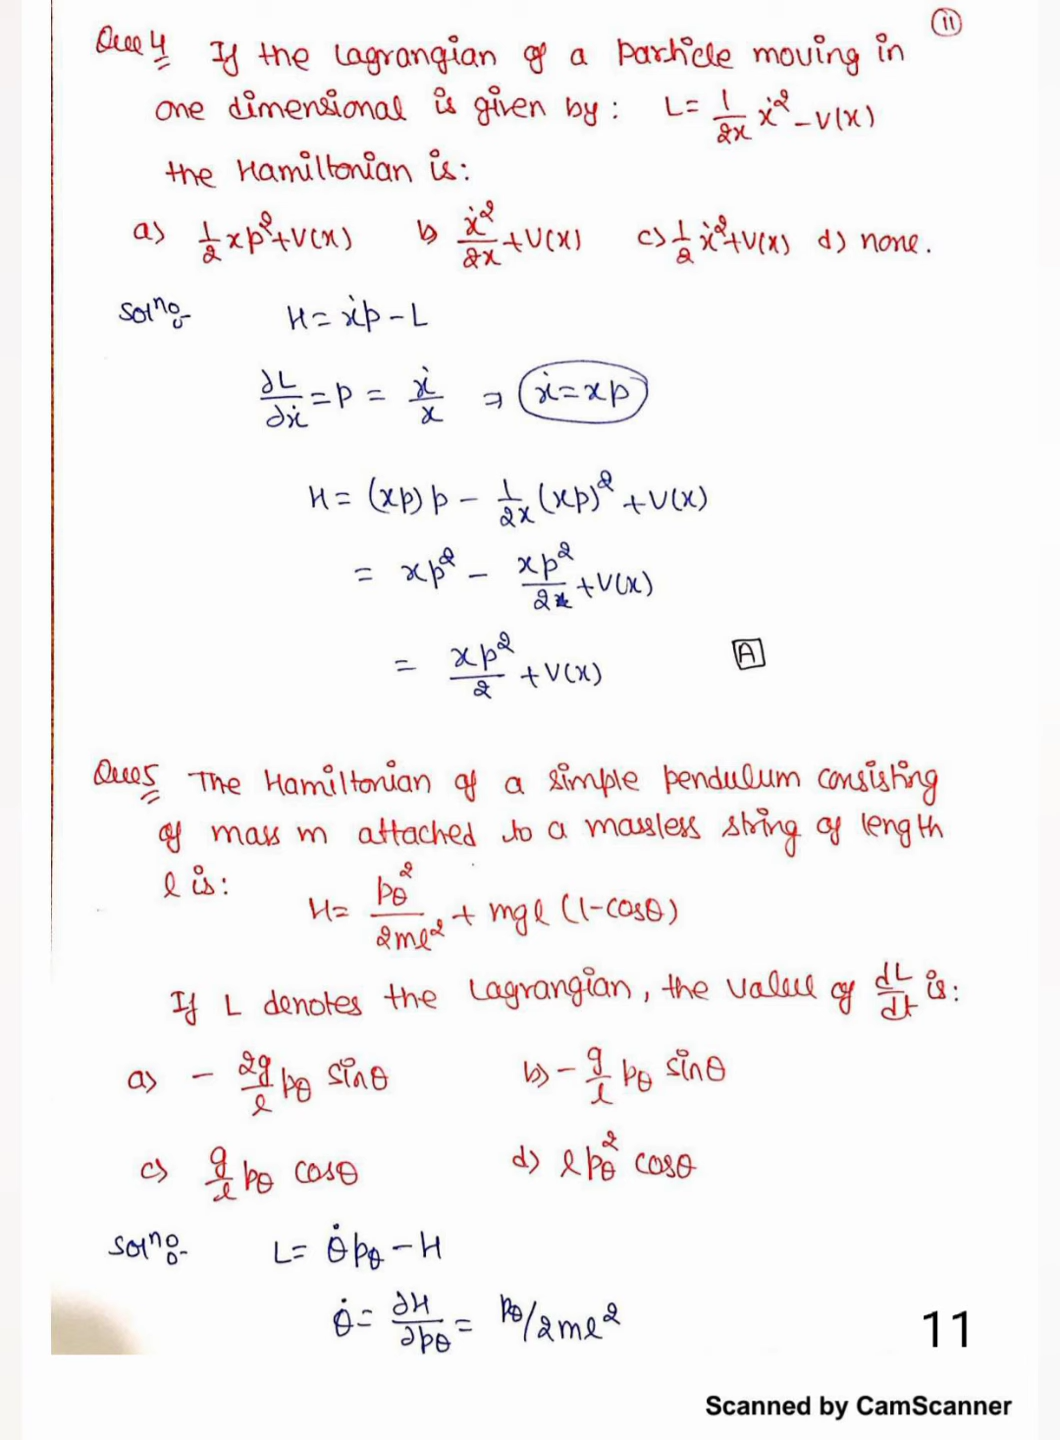 11
Ques 4 If the Lagrangian of a particle moving in
one dimensional is given by : L = 1/2x ẋ² - V(x)
the Hamiltonian is:
a) 1/2 xp² + V(x) b) ẋ²/2x + V(x) c) 1/2 ẋ² + V(x) d) none.
Soln:- H = ẋp - L
∂L/∂ẋ = p = ẋ/x ⇒ ẋ = xp
H = (xp) p - 1/2x (xp)² + V(x)
= xp² - xp²/2 + V(x)
= xp²/2 + V(x) A
Ques 5 The Hamiltonian of a simple pendulum consisting
of mass m attached to a massless string of length
l is: H = pθ²/2ml² + mgl (1-cosθ)
If L denotes the Lagrangian, the value of dL/dt is:
a) - 2g/l pθ sinθ b) - g/l pθ sinθ
c) g/l pθ cosθ d) l pθ² cosθ
Soln:- L = θ̇pθ - H
θ̇ = ∂H/∂pθ = pθ/2ml²
11
Scanned by CamScanner